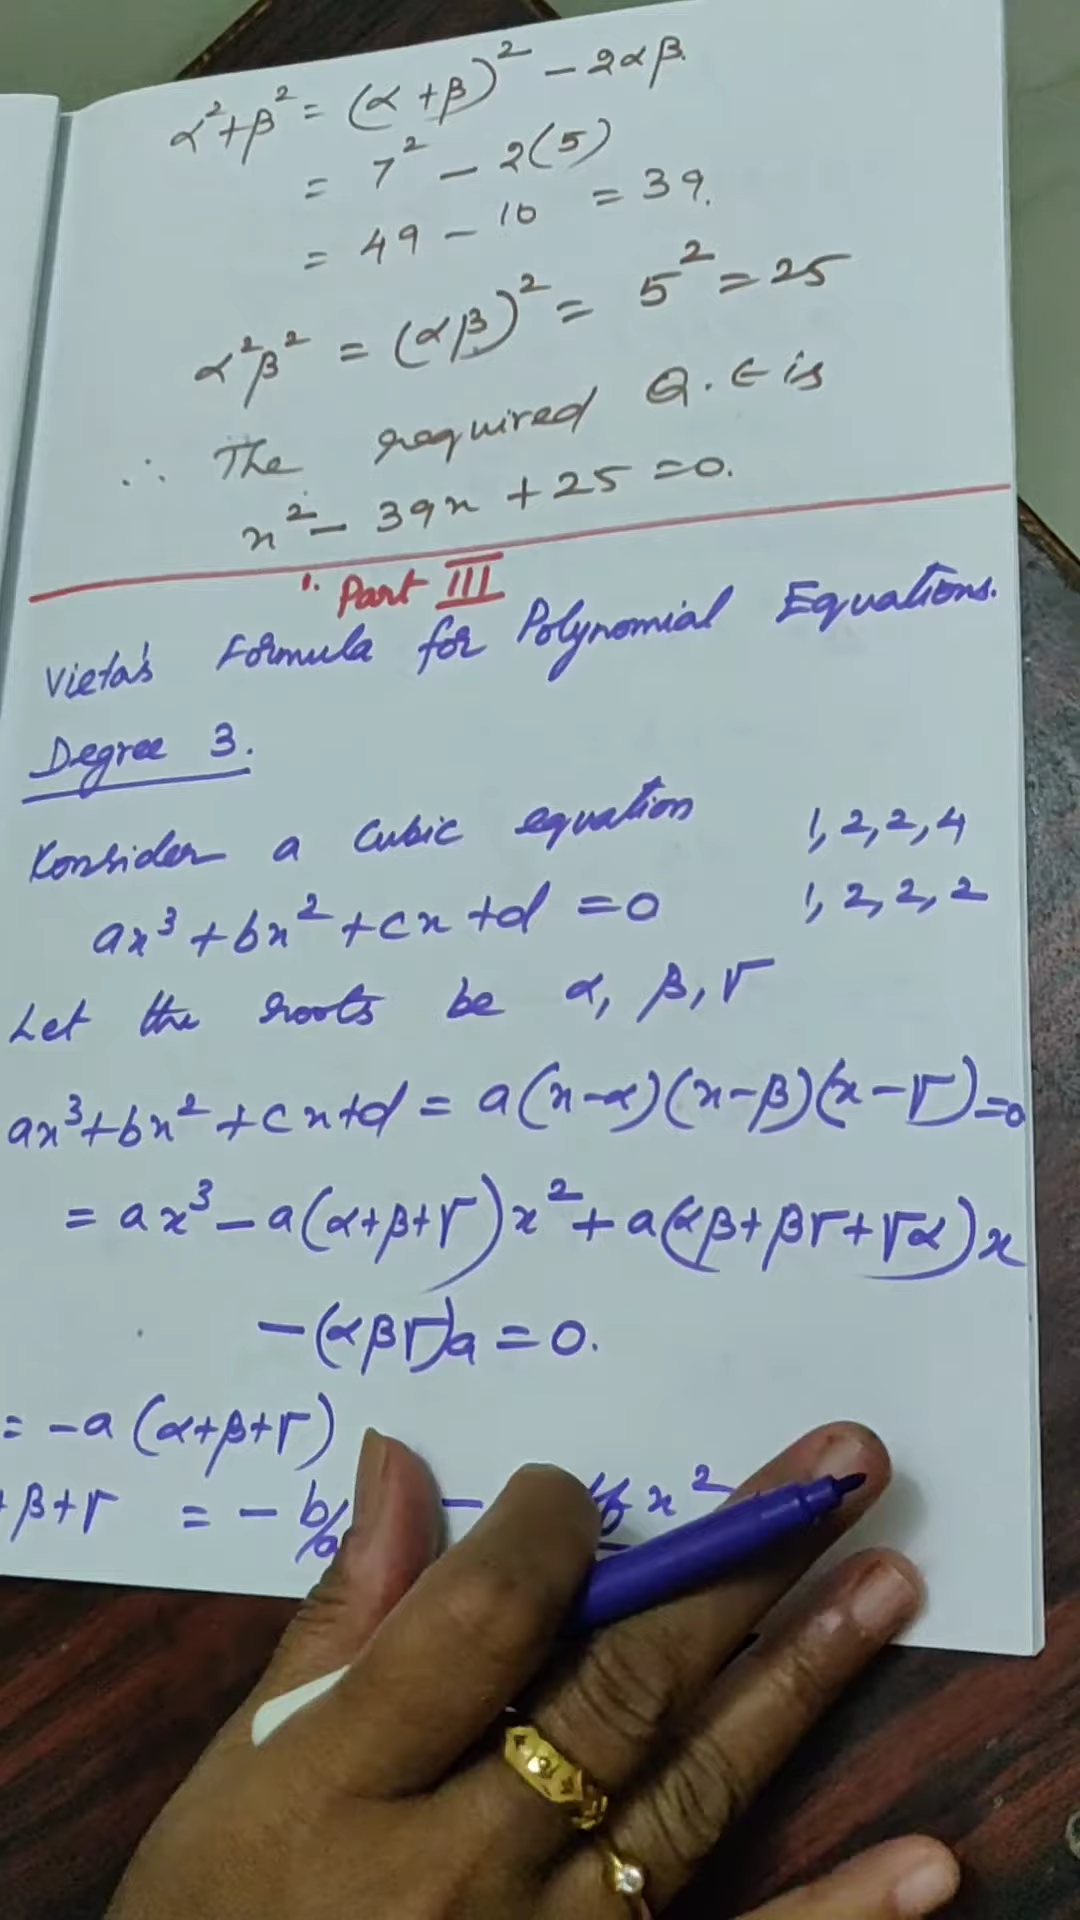 α²+β² = (α+β)² − 2αβ.
= 7² − 2(5)
= 49 − 10 = 39.
α²β² = (αβ)² = 5² = 25
∴ The required Q.E is
x² − 39x + 25 = 0.
Part III
Vieta's Formula for Polynomial Equations.
Degree 3.
Konsider a cubic equation
1, 2, 2, 4
ax³ + bx² + cx + d = 0
1, 2, 2, 2
Let the roots be α, β, γ
ax³+bx²+cx+d = a(x−α)(x−β)(x−γ)=0
= ax³ − a(α+β+γ)x² + a(αβ+βγ+γα)x
−(αβγ)a = 0.
= −a (α+β+γ)
+ β+γ = − b/a − x²